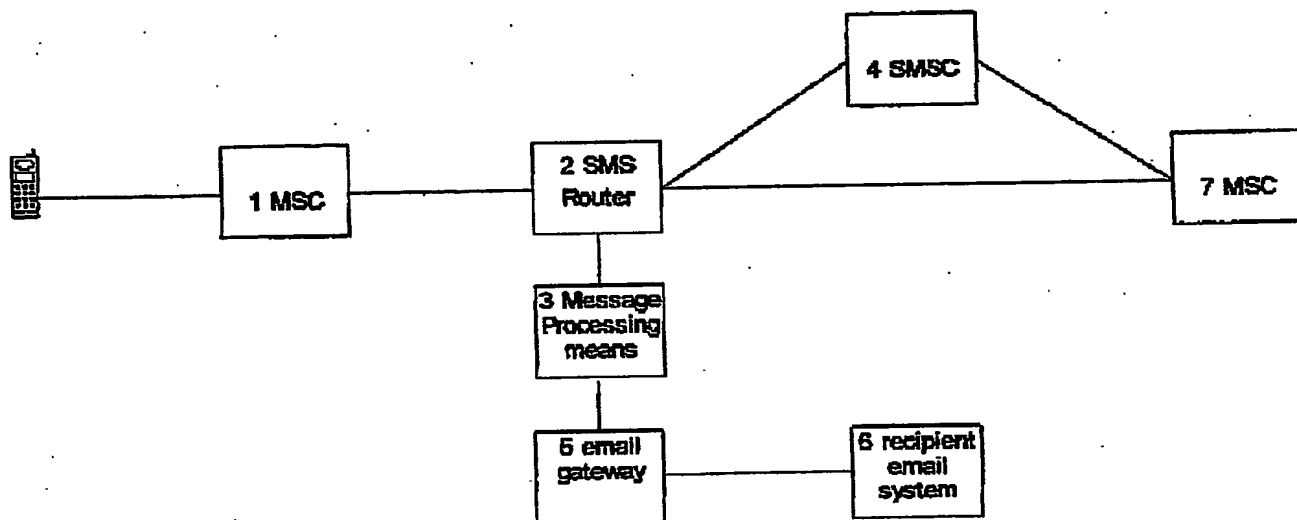 4 SMSC
1 MSC
2 SMS
Router
7 MSC
3 Message
Processing
means
5 email
gateway
6 recipient
email
system